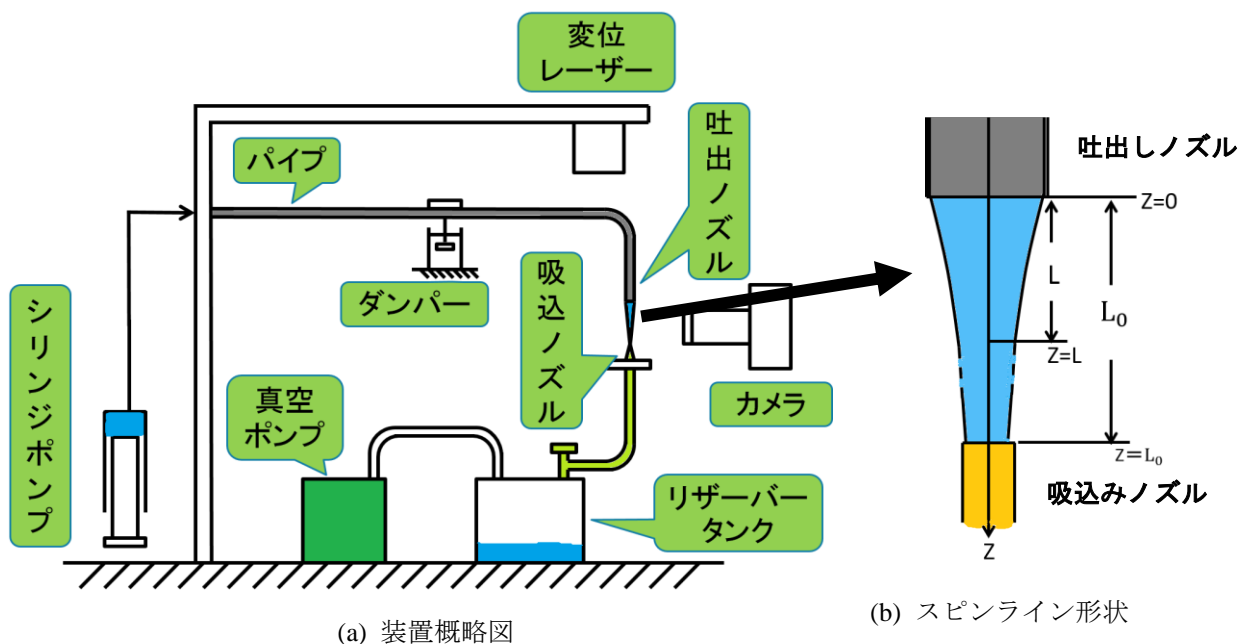 変位
レーザー
パイプ
吐出ノズル
ダンパー
吸込ノズル
シリンジポンプ
真空
ポンプ
カメラ
リザーバー
タンク
(a) 装置概略図
吐出しノズル
Z=0
L
L₀
Z=L
Z=L₀
吸込みノズル
Z
(b) スピンライン形状